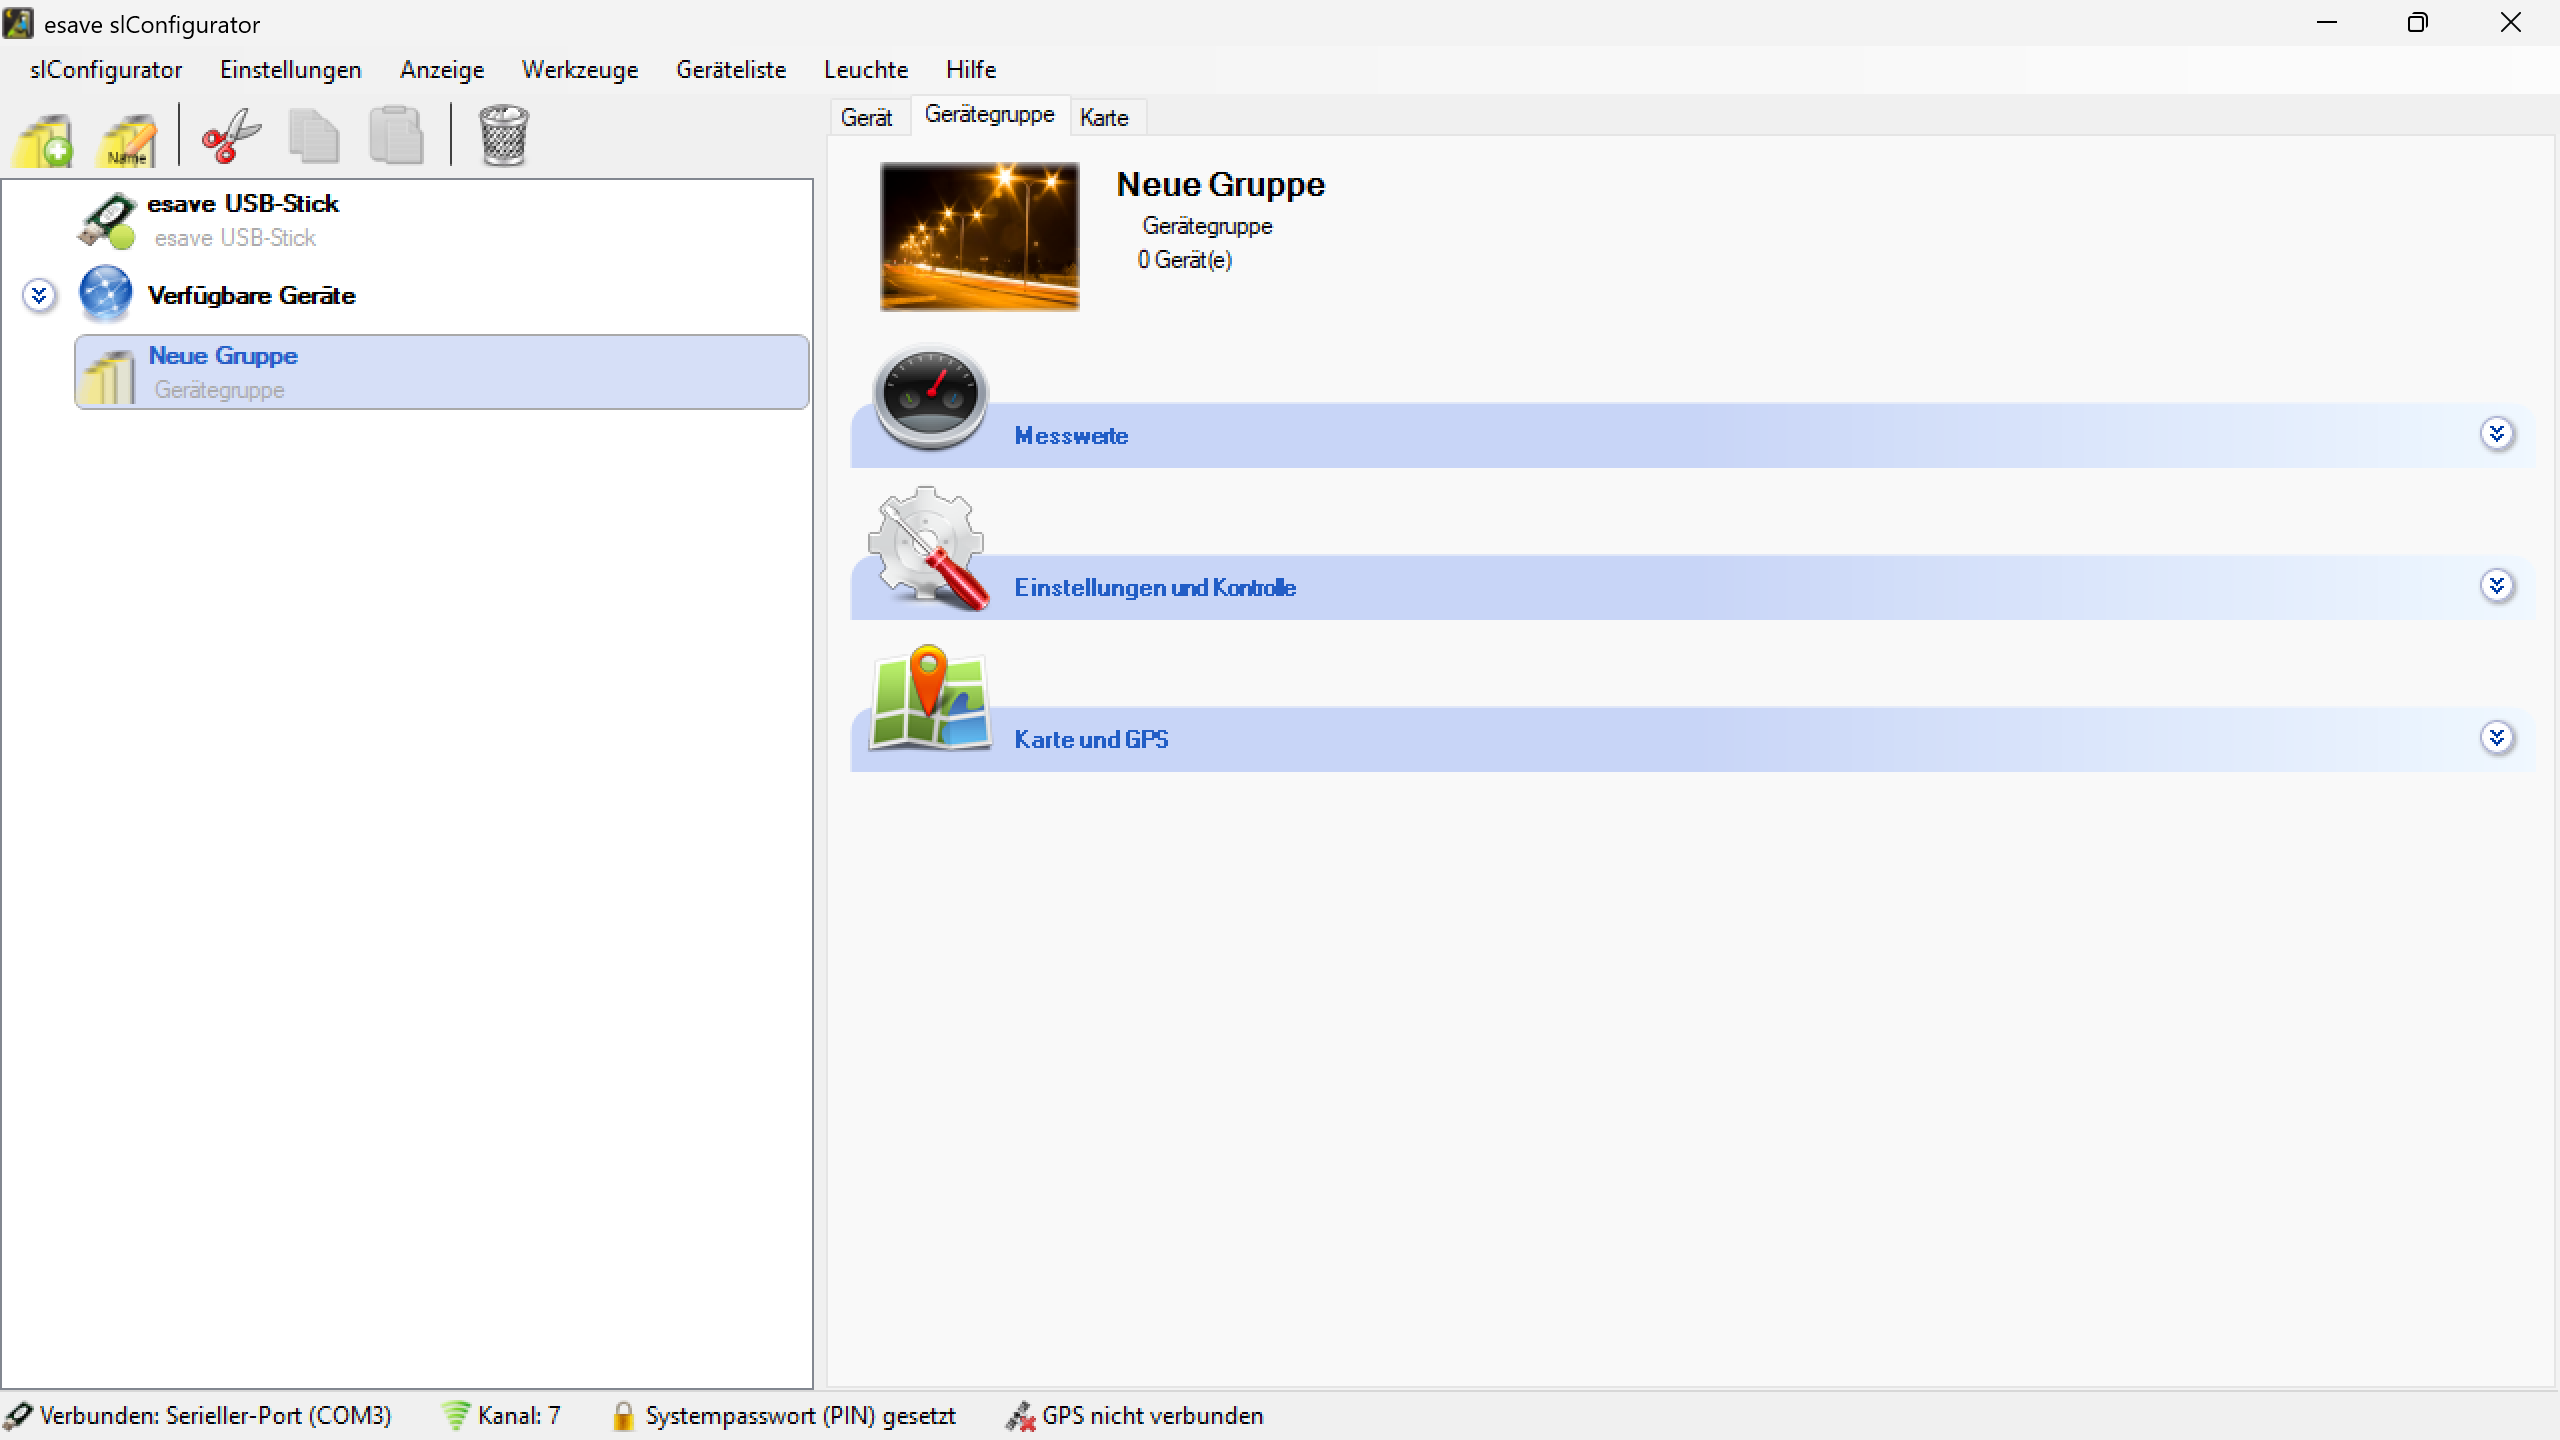 esave slConfigurator
slConfigurator Einstellungen Anzeige Werkzeuge Geräteliste Leuchte Hilfe
Name
Gerät Gerätegruppe Karte
esave USB-Stick
esave USB-Stick
Verfügbare Geräte
Neue Gruppe
Gerätegruppe
Neue Gruppe
Gerätegruppe
0 Gerät(e)
Messwerte
Einstellungen und Kontrolle
Karte und GPS
Verbunden: Serieller-Port (COM3) Kanal: 7 Systempasswort (PIN) gesetzt GPS nicht verbunden